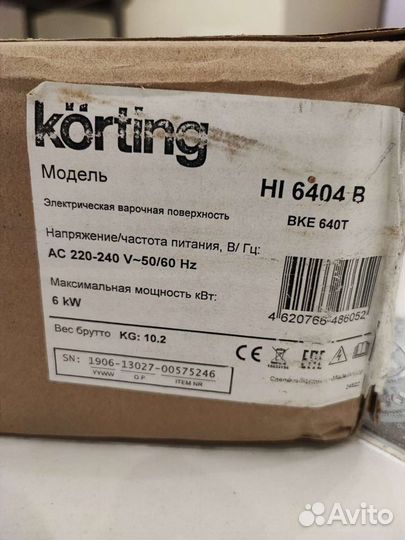 körting
Модель
HI 6404 B
Электрическая варочная поверхность
BKE 640T
Напряжение/частота питания, В/ Гц:
AC 220-240 V~50/60 Hz
Максимальная мощность кВт:
6 kW
4 620766 486052
Вес брутто KG: 10.2
CE
EAC
SN: 1906-13027-00575246
YYWW O P ITEM NR
Avito